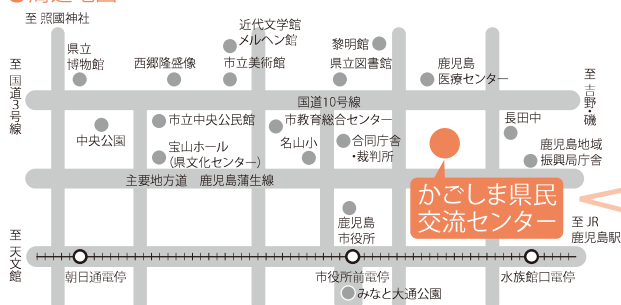 ●周辺地図
至 照國神社
近代文学館
メルヘン館
黎明館
県立
博物館
西郷隆盛像
市立美術館
県立図書館
鹿児島
医療センター
至国道3号線
至吉野・磯
国道10号線
中央公園
市立中央公民館
市教育総合センター
長田中
宝山ホール
(県文化センター)
名山小
合同庁舎
・裁判所
鹿児島地域
振興局庁舎
主要地方道 鹿児島蒲生線
かごしま県民
交流センター
鹿児島
市役所
至 JR
鹿児島駅
至天文館
朝日通電停
市役所前電停
水族館口電停
みなと大通公園